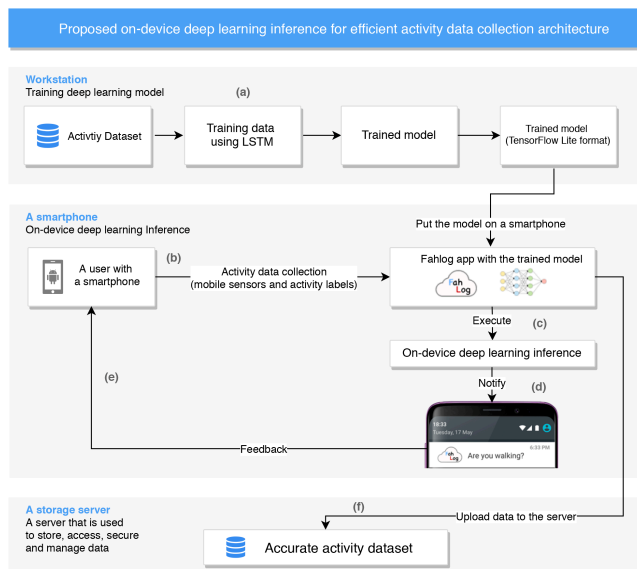 Proposed on-device deep learning inference for efficient activity data collection architecture
Workstation
Training deep learning model
(a)
Activtiy Dataset
Training data
using LSTM
Trained model
Trained model
(TensorFlow Lite format)
A smartphone
On-device deep learning Inference
Put the model on a smartphone
(b)
A user with
a smartphone
Activity data collection
(mobile sensors and activity labels)
Fahlog app with the trained model
Fah
Log
Execute
(c)
On-device deep learning inference
(e)
Notify
(d)
18:33
Tuesday, 17 May
6:33 PM
Fah
Log
Are you walking?
Feedback
A storage server
A server that is used
to store, access, secure
and manage data
(f)
Upload data to the server
Accurate activity dataset